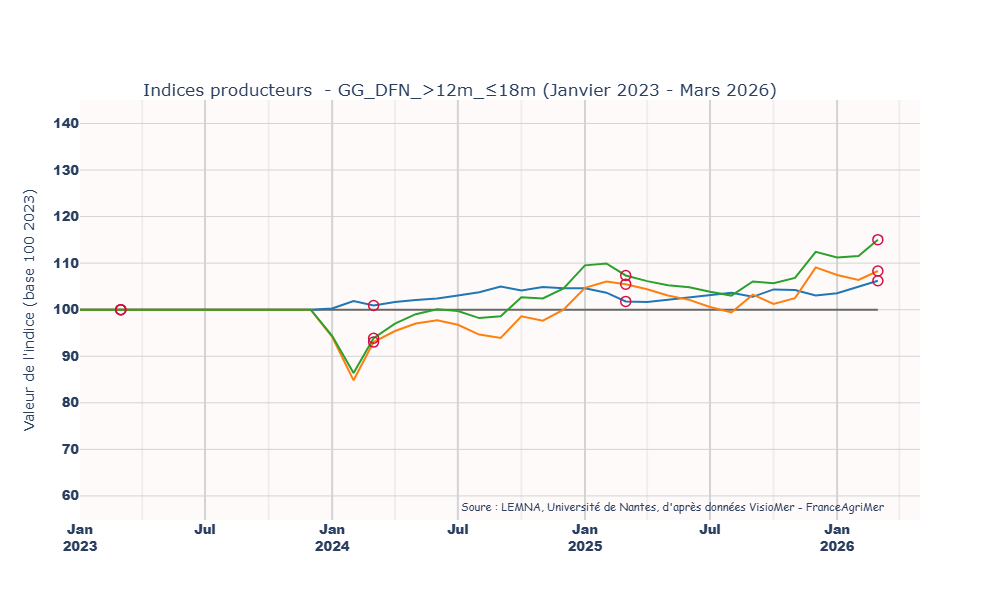 Indices producteurs - GG_DFN_>12m_≤18m (Janvier 2023 - Mars 2026)
Valeur de l'indice (base 100 2023)
140
130
120
110
100
90
80
70
60
Soure : LEMNA, Université de Nantes, d'après données VisioMer - FranceAgriMer
Jan Jul Jan Jul Jan Jul Jan
2023 2024 2025 2026